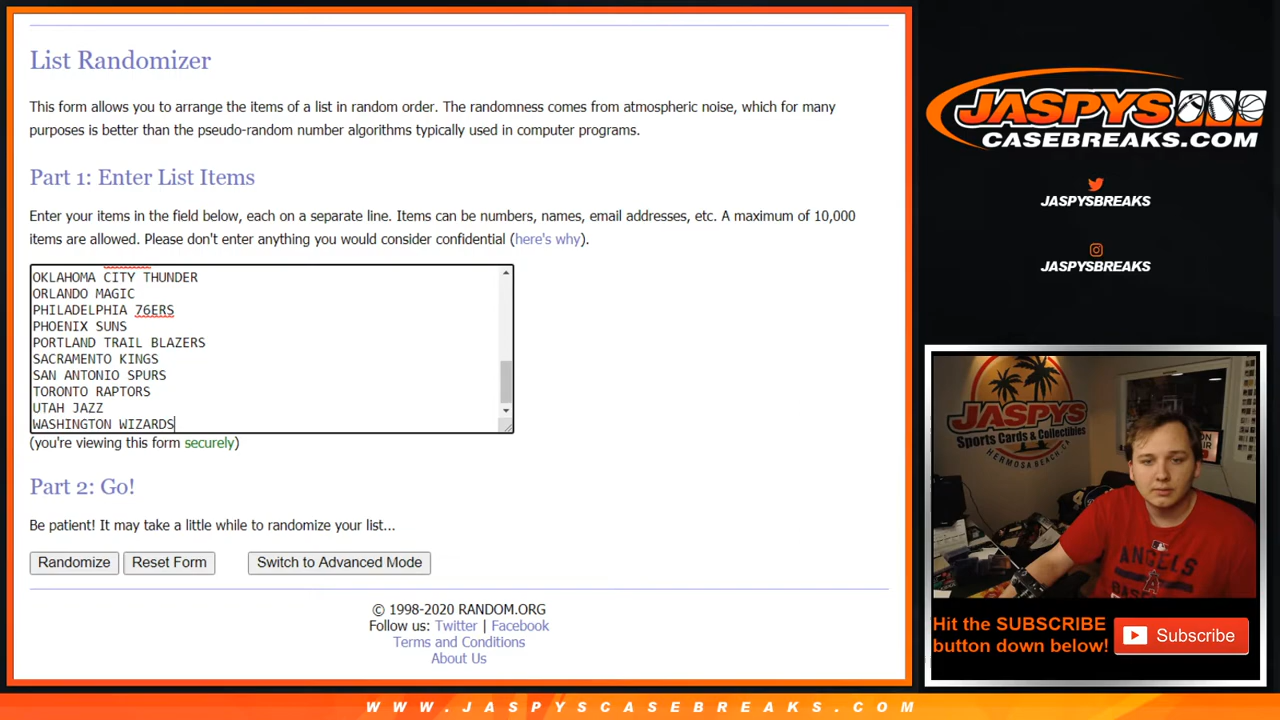 List Randomizer
This form allows you to arrange the items of a list in random order. The randomness comes from atmospheric noise, which for many
purposes is better than the pseudo-random number algorithms typically used in computer programs.
Part 1: Enter List Items
Enter your items in the field below, each on a separate line. Items can be numbers, names, email addresses, etc. A maximum of 10,000
items are allowed. Please don't enter anything you would consider confidential (here's why).
OKLAHOMA CITY THUNDER
ORLANDO MAGIC
PHILADELPHIA 76ERS
PHOENIX SUNS
PORTLAND TRAIL BLAZERS
SACRAMENTO KINGS
SAN ANTONIO SPURS
TORONTO RAPTORS
UTAH JAZZ
WASHINGTON WIZARDS
(you're viewing this form securely)
Part 2: Go!
Be patient! It may take a little while to randomize your list...
Randomize Reset Form Switch to Advanced Mode
© 1998-2020 RANDOM.ORG
Follow us: Twitter | Facebook
Terms and Conditions
About Us
JASPYS
CASEBREAKS.COM
JASPYSBREAKS
JASPYSBREAKS
JASPYS
Sports Cards & Collectibles
HERMOSA BEACH, CA
ANGELS
Hit the SUBSCRIBE
button down below!
Subscribe
WWW.JASPYSCASEBREAKS.COM